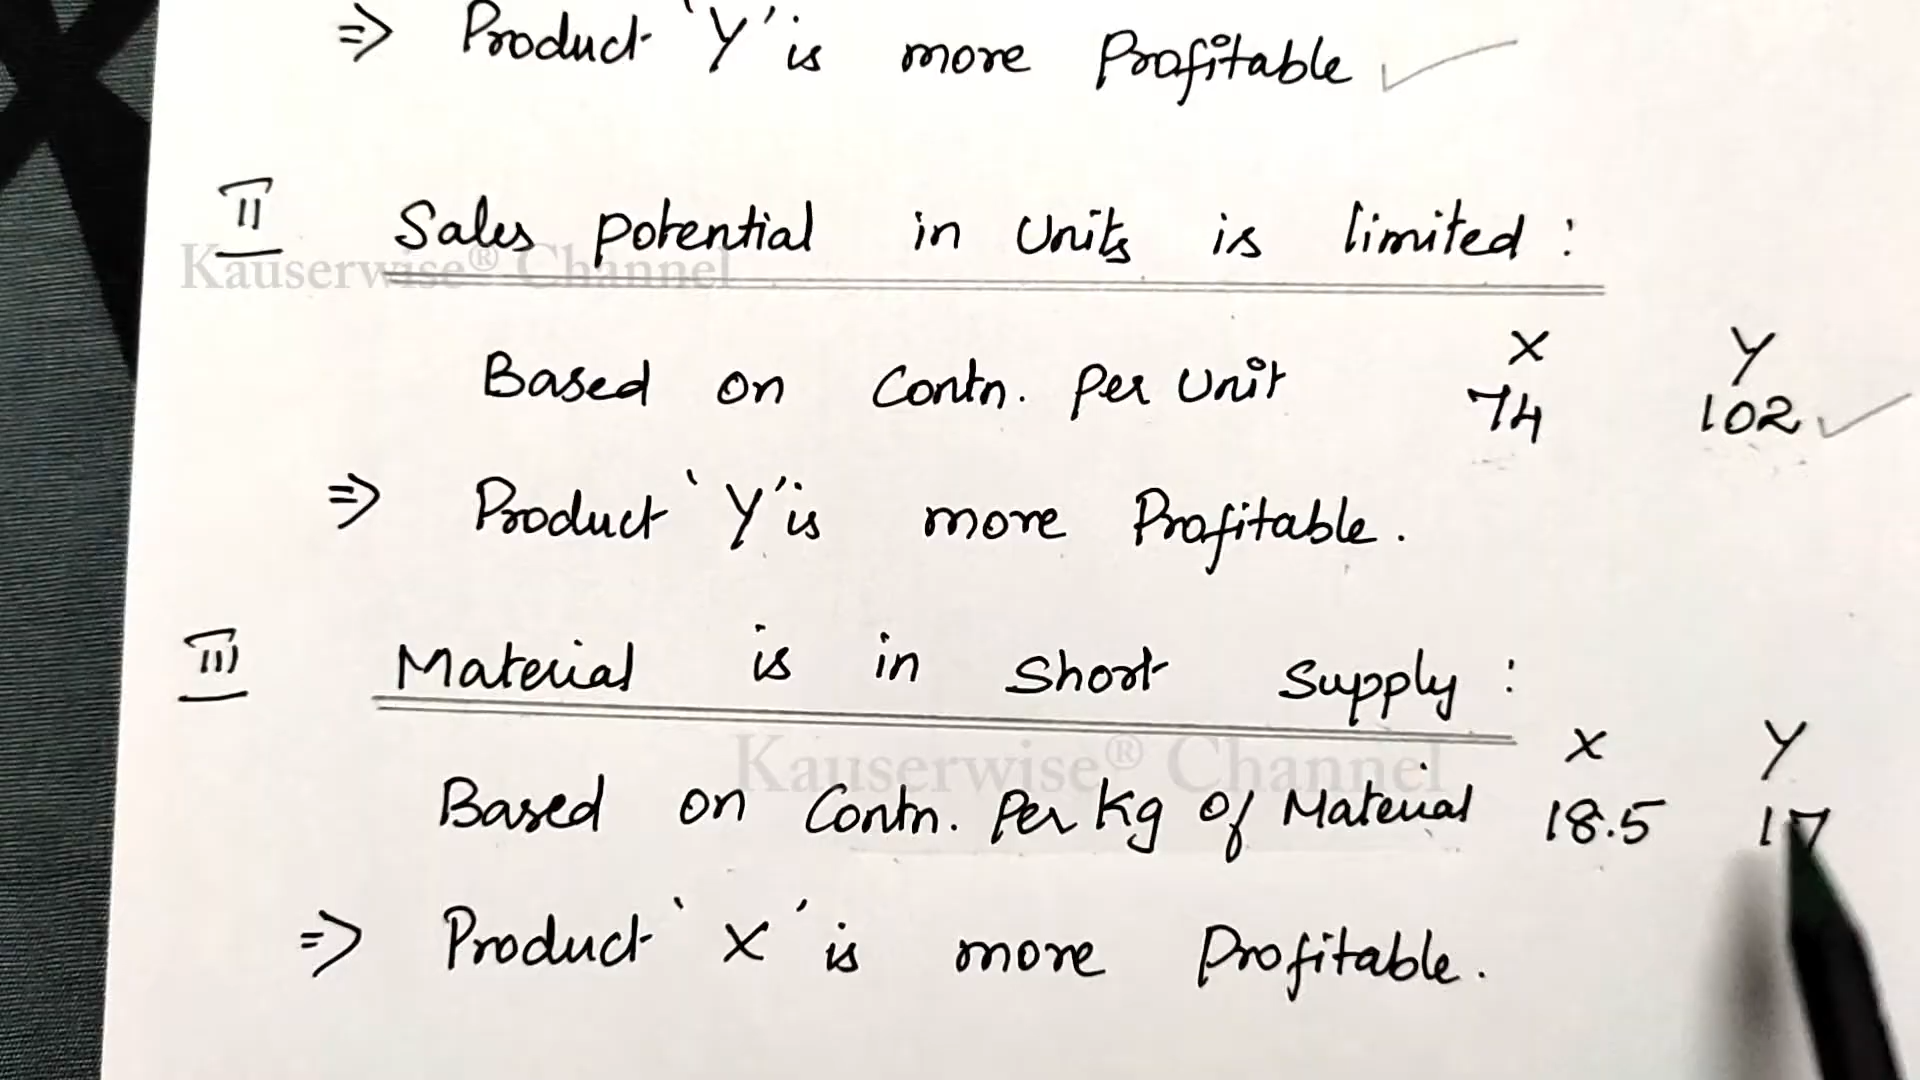 => Product 'Y' is more Profitable ✓
II Sales potential in Units is limited :
Kauserwise® Channel
X Y
Based on Contn. Per Unit 74 102 ✓
=> Product 'Y' is more Profitable.
III Material is in Short Supply :
Kauserwise® Channel
X Y
Based on Contn. Per Kg of Material 18.5 17
=> Product 'X' is more Profitable.